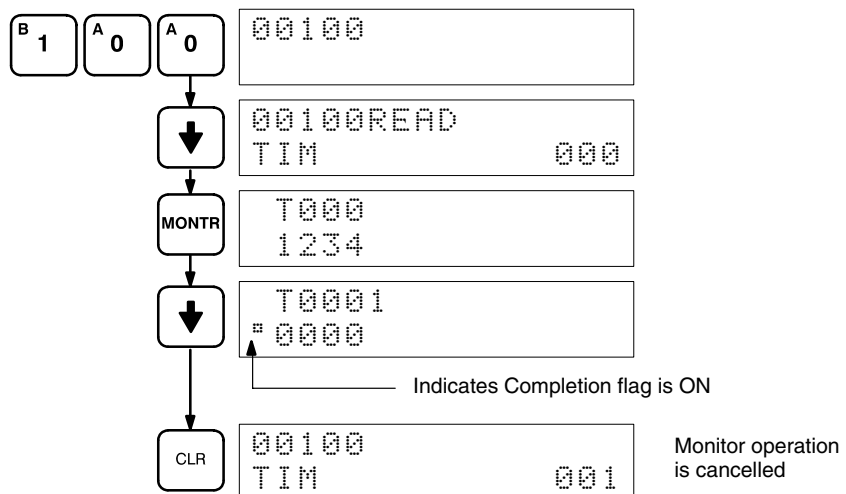 B 1 A 0 A 0
00100
00100READ
TIM 000
MONTR
T000
1234
T0001
0000
Indicates Completion flag is ON
CLR
00100
TIM 001
Monitor operation
is cancelled